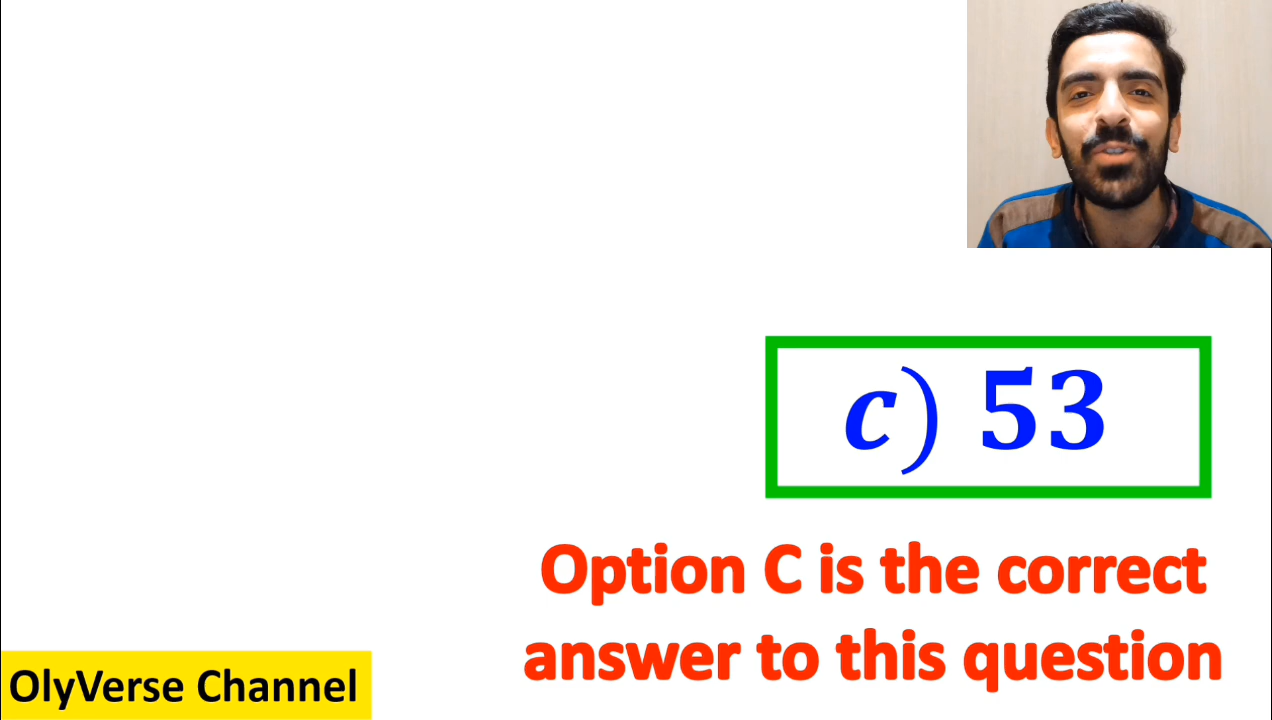 c) 53
Option C is the correct
answer to this question
OlyVerse Channel